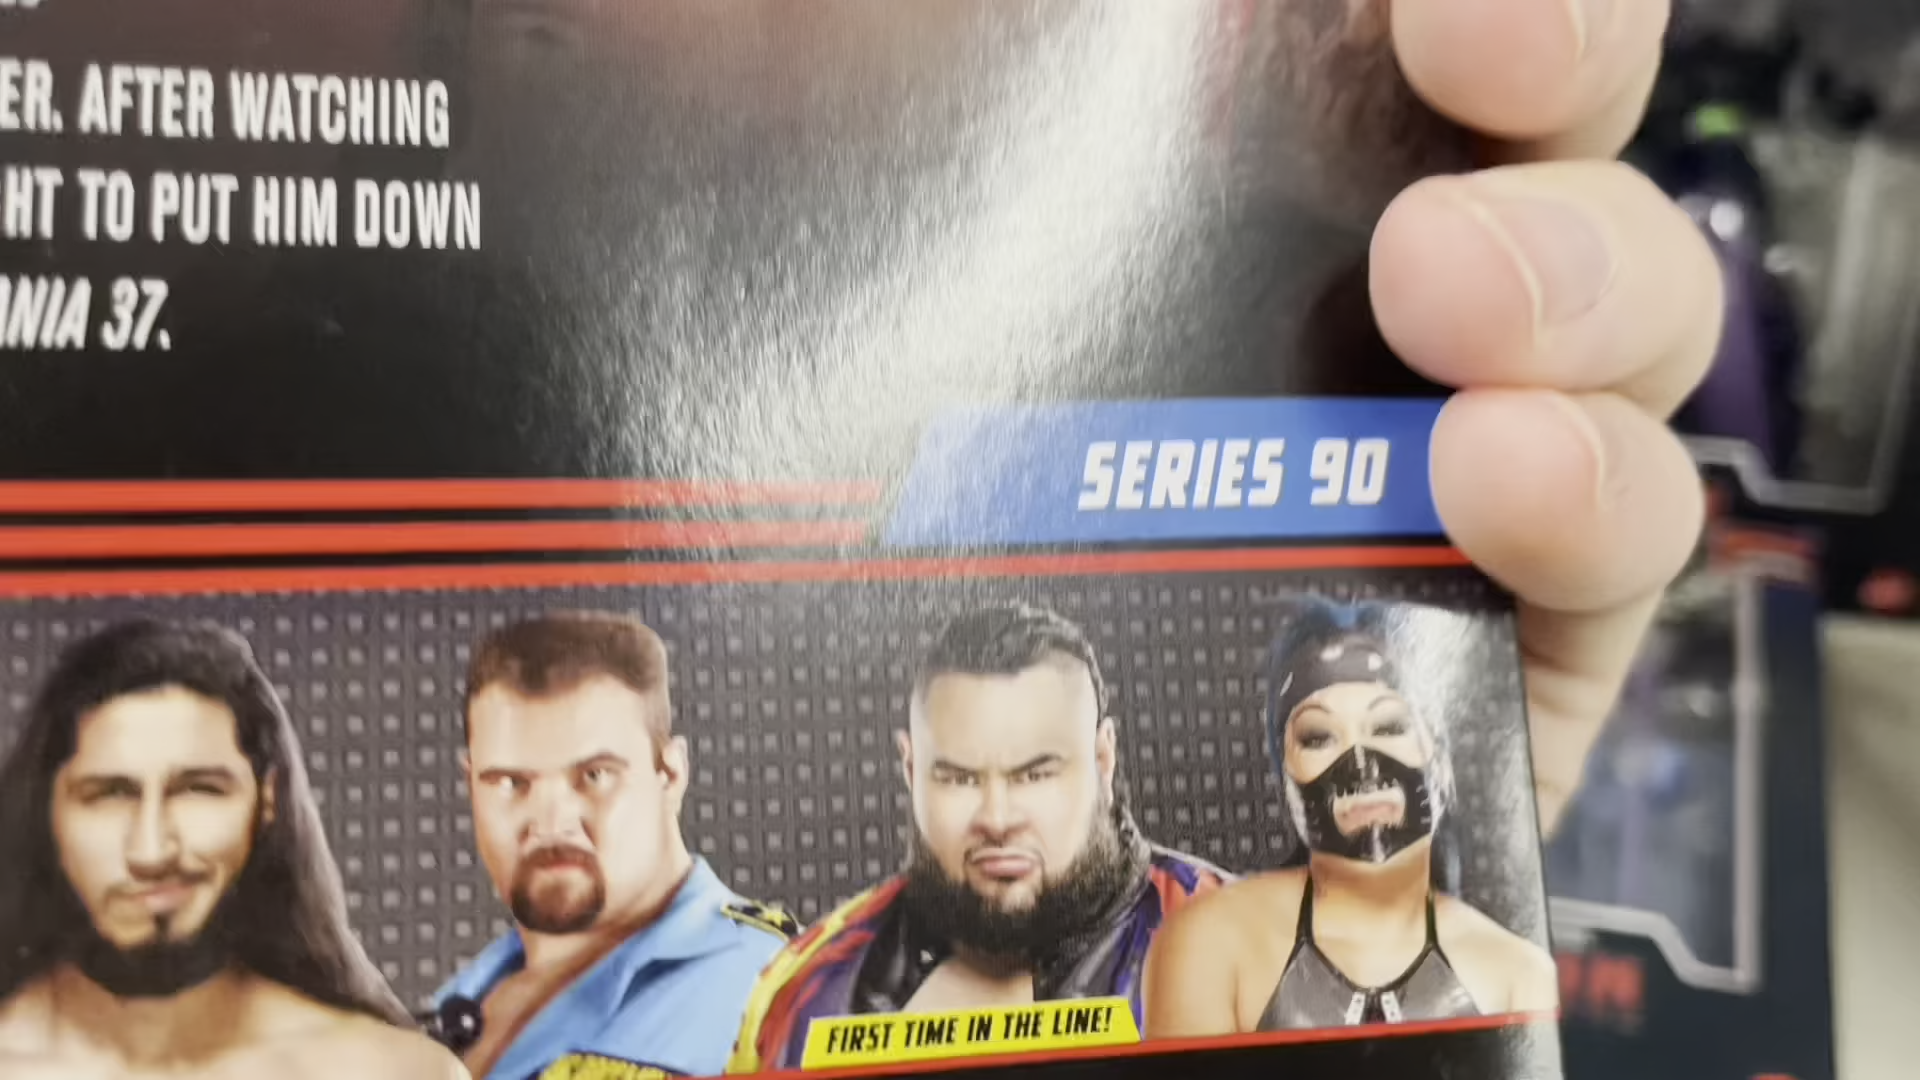 ER. AFTER WATCHING
HT TO PUT HIM DOWN
ANIA 37.
SERIES 90
FIRST TIME IN THE LINE!